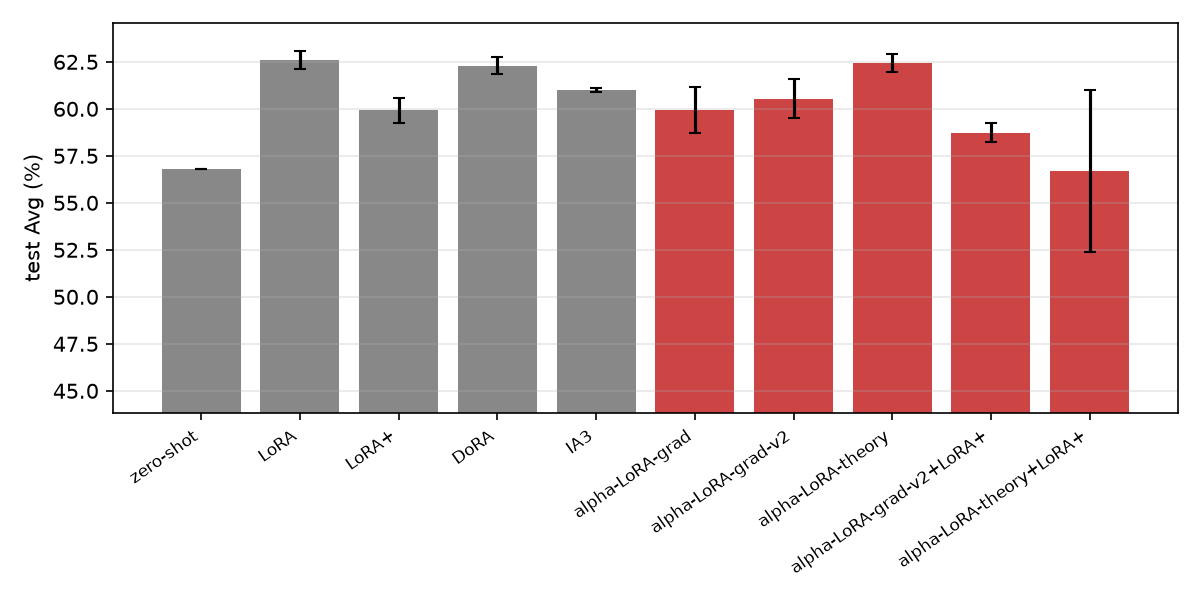 test Avg (%)
62.5
60.0
57.5
55.0
52.5
50.0
47.5
45.0
zero-shot
LoRA
LoRA+
DoRA
IA3
alpha-LoRA-grad
alpha-LoRA-grad-v2
alpha-LoRA-theory
alpha-LoRA-grad-v2+LoRA+
alpha-LoRA-theory+LoRA+